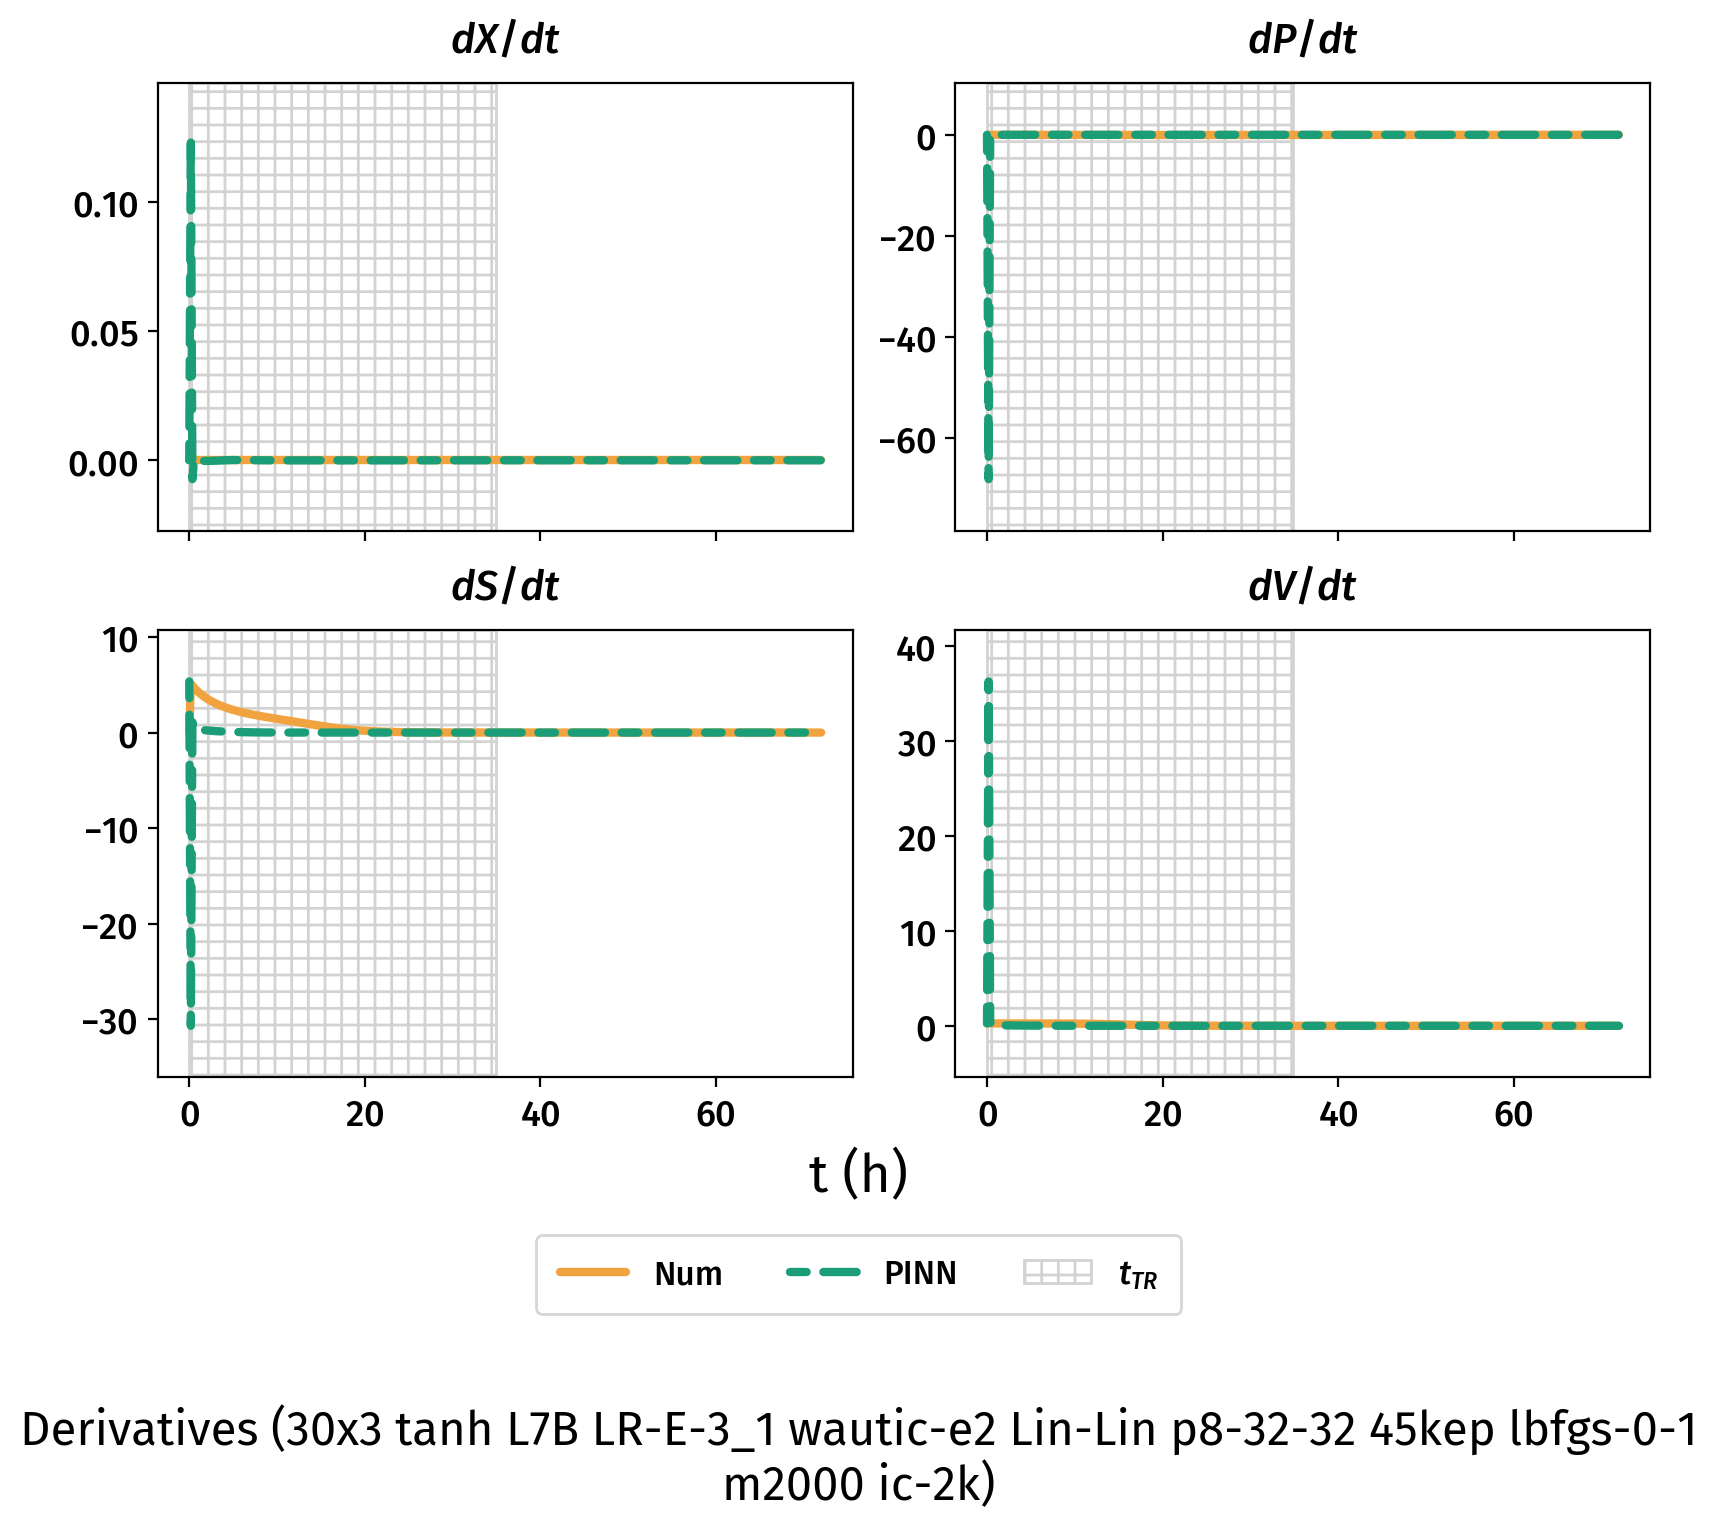 dX/dt
dP/dt
0.10
0.05
0.00
0
−20
−40
−60
dS/dt
dV/dt
10
0
−10
−20
−30
40
30
20
10
0
0 20 40 60
0 20 40 60
t (h)
Num PINN tTR
Derivatives (30x3 tanh L7B LR-E-3_1 wautic-e2 Lin-Lin p8-32-32 45kep lbfgs-0-1
m2000 ic-2k)